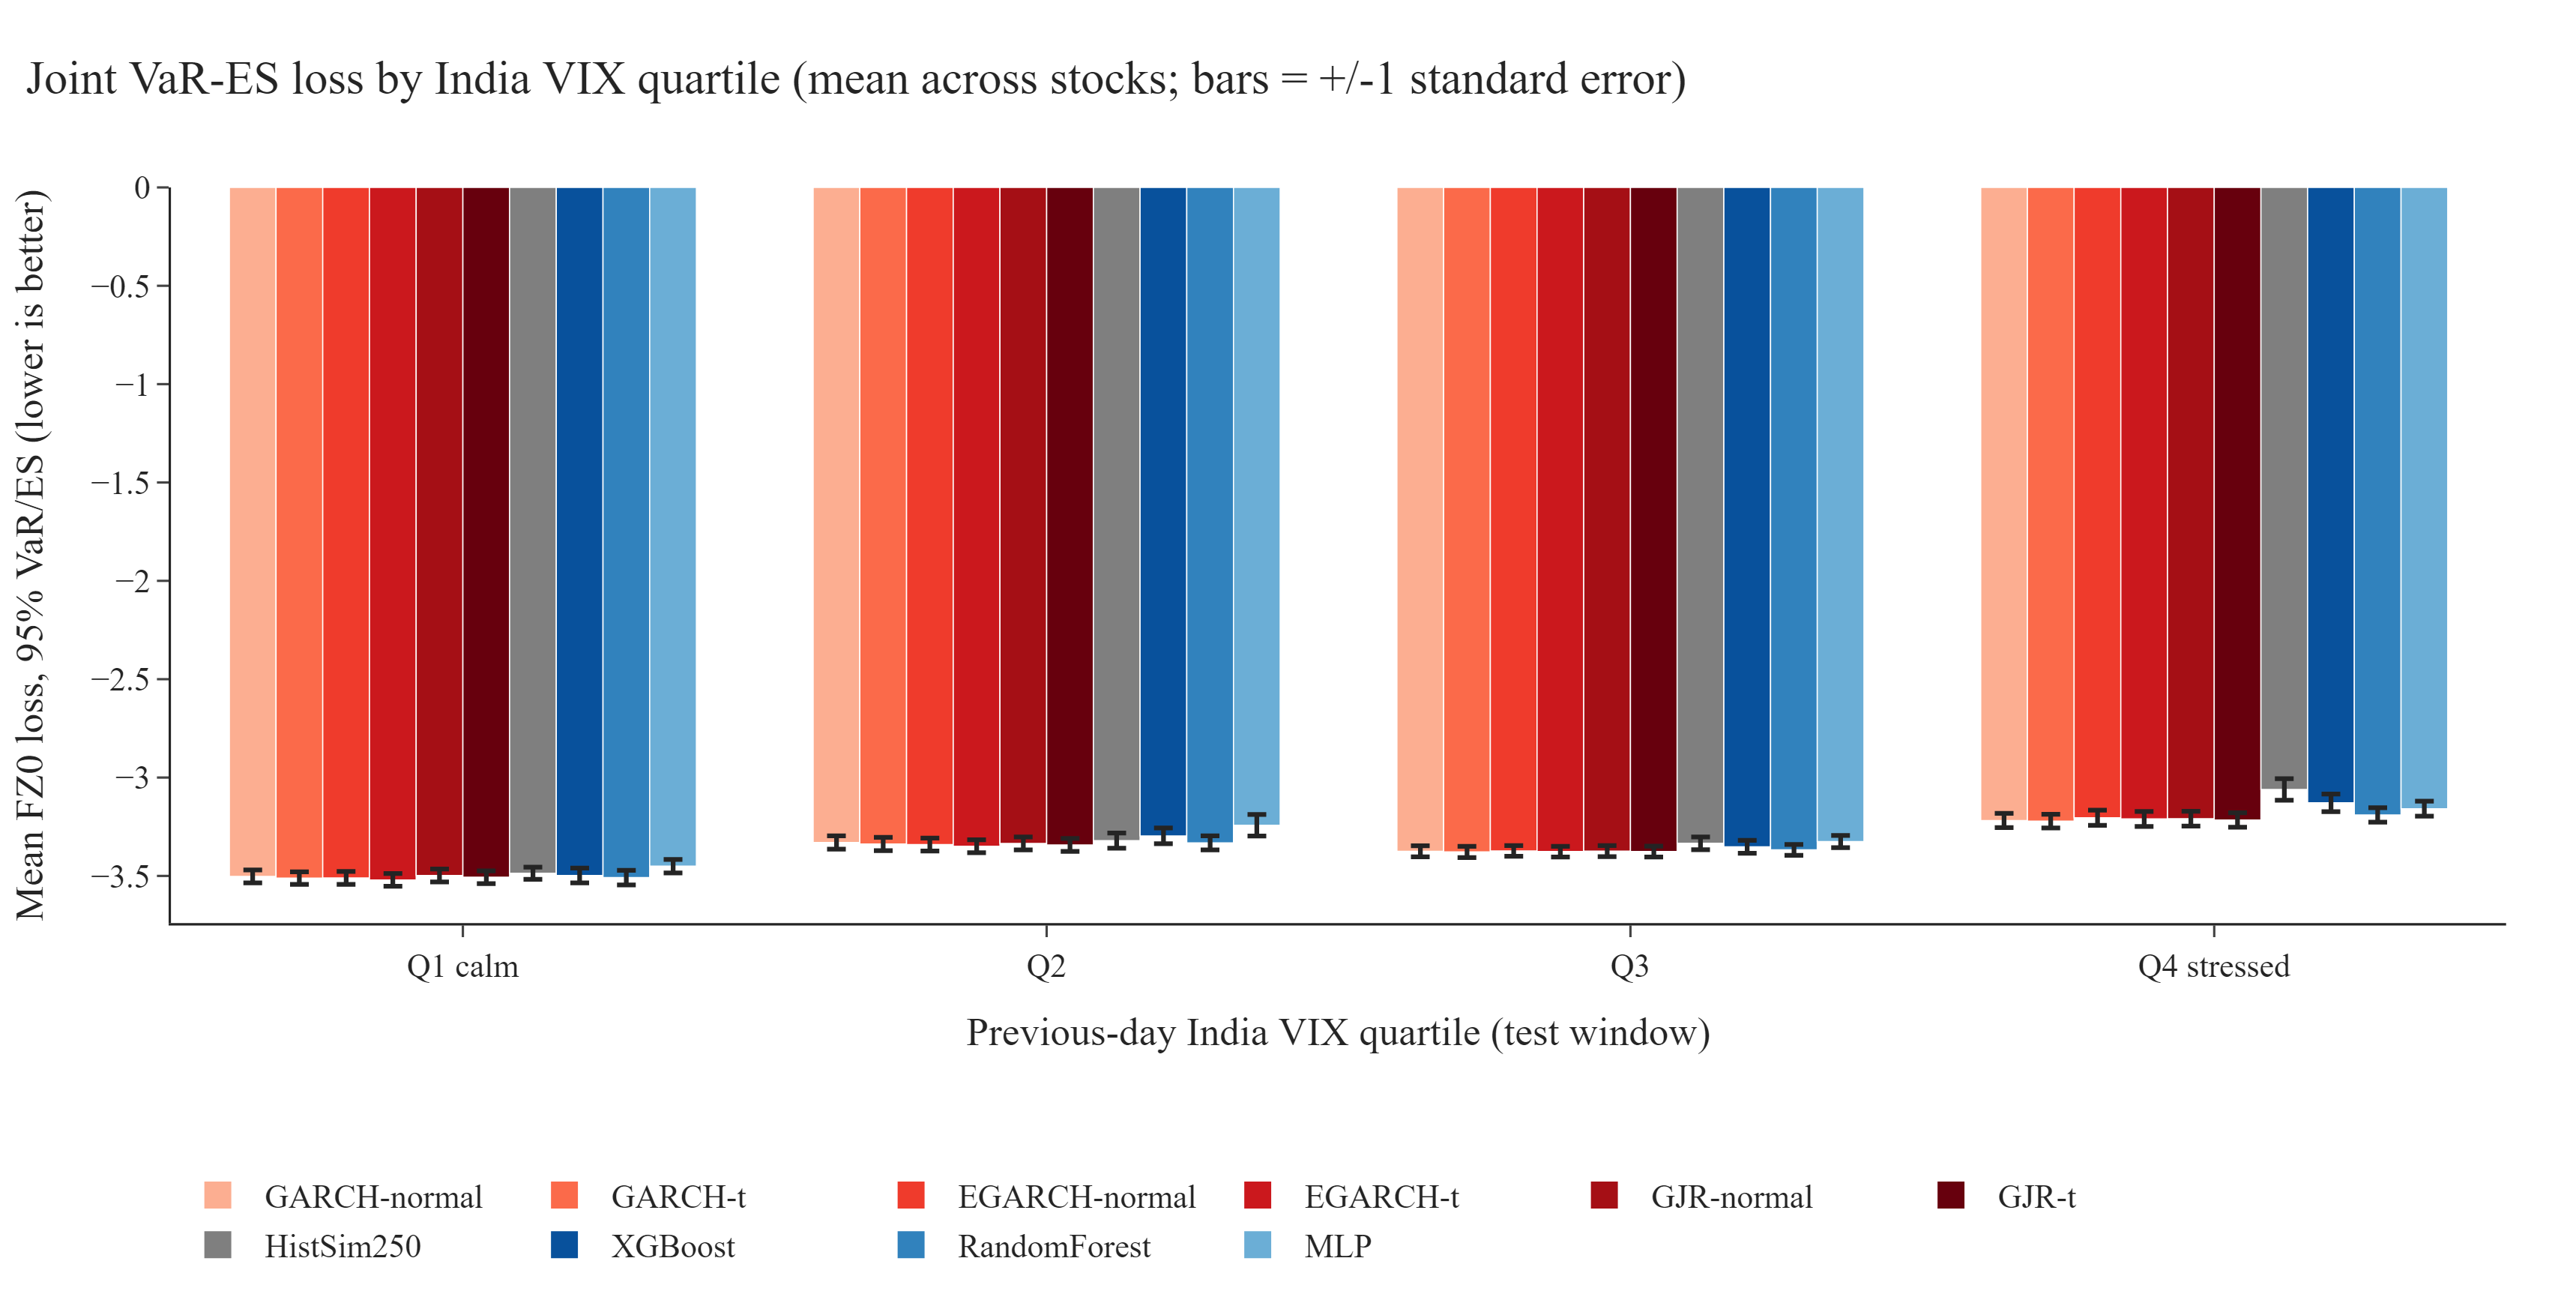 Joint VaR-ES loss by India VIX quartile (mean across stocks; bars = +/-1 standard error)
Mean FZ0 loss, 95% VaR/ES (lower is better)
0
−0.5
−1
−1.5
−2
−2.5
−3
−3.5
Q1 calm Q2 Q3 Q4 stressed
Previous-day India VIX quartile (test window)
GARCH-normal GARCH-t EGARCH-normal EGARCH-t GJR-normal GJR-t
HistSim250 XGBoost RandomForest MLP